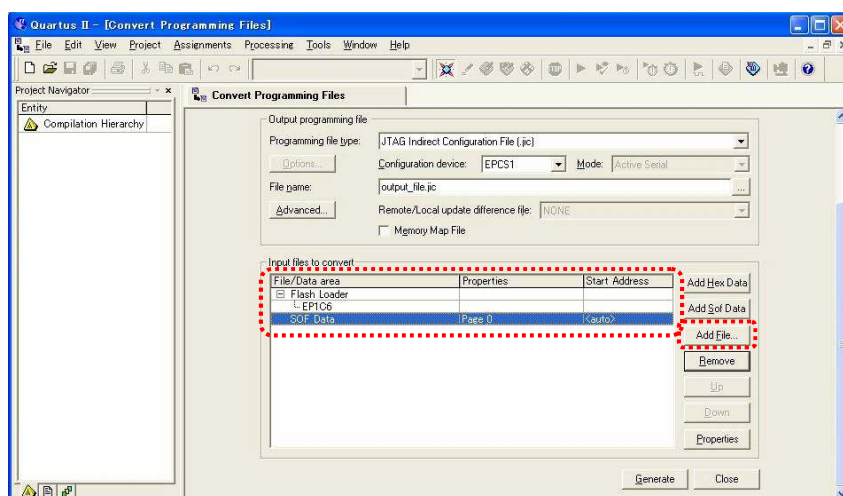 Quartus II - [Convert Programming Files]
File Edit View Project Assignments Processing Tools Window Help
Project Navigator
Entity
Compilation Hierarchy
Convert Programming Files
Output programming file
Programming file type: JTAG Indirect Configuration File (.jic)
Options... Configuration device: EPCS1 Mode: Active Serial
File name: output_file.jic ...
Advanced... Remote/Local update difference file: NONE
Memory Map File
Input files to convert
File/Data area Properties Start Address
Flash Loader
EP1C6
SOF Data Page 0 <auto>
Add Hex Data
Add Sof Data
Add File...
Remove
Up
Down
Properties
Generate Close